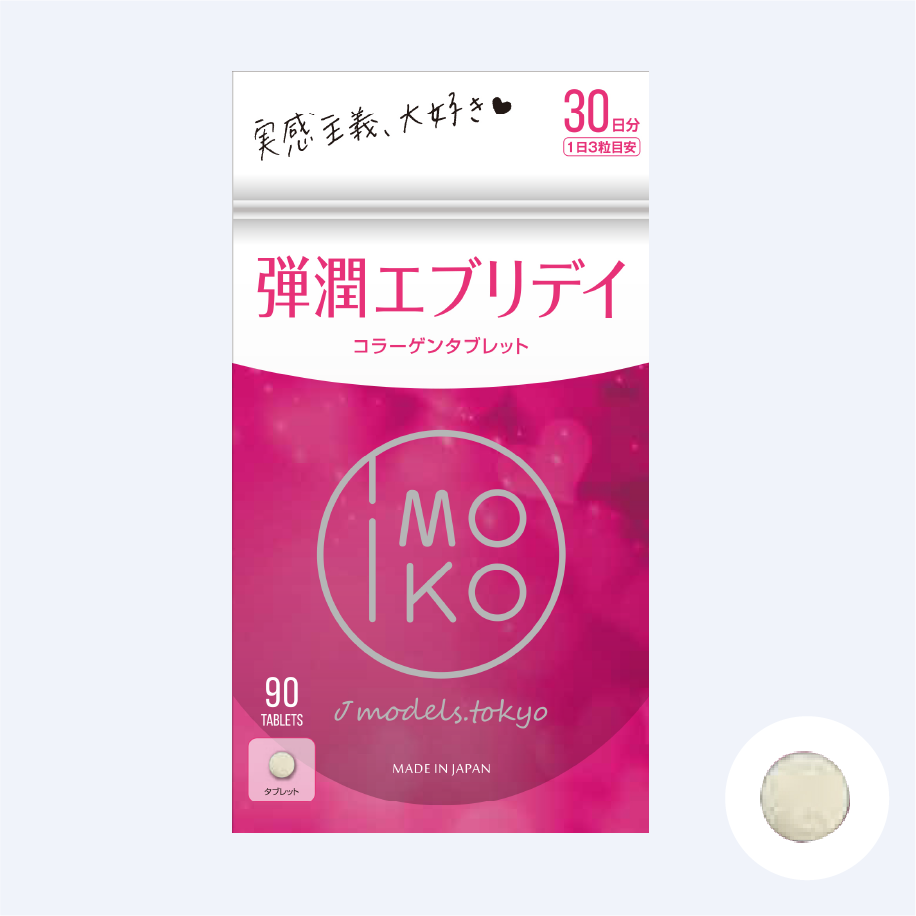 実感主義、大好き♥
30日分
1日3粒目安
弾潤エブリデイ
コラーゲンタブレット
MO
KO
90
TABLETS
J models.tokyo
タブレット
MADE IN JAPAN